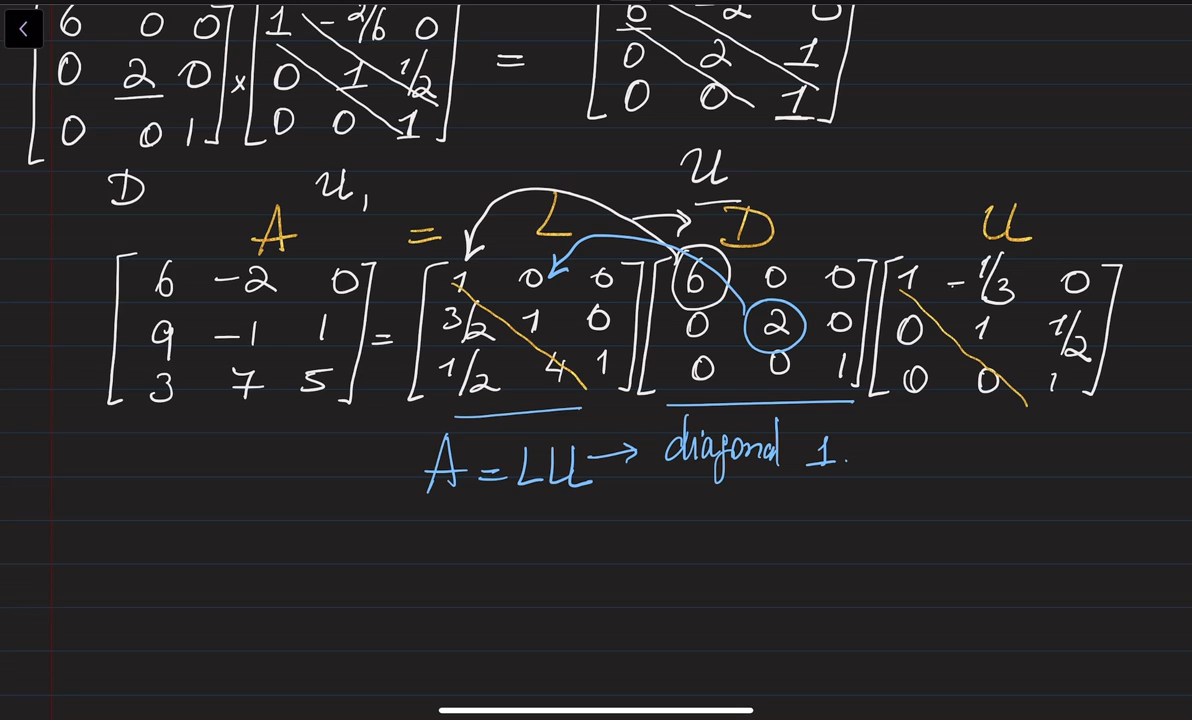 [6 0 0] [1 -2/6 0] [6 -2 0]
[0 2 0] × [0 1 1/2] = [0 2 1]
[0 0 1] [0 0 1] [0 0 1]
D U₁ U
A = L D U
[6 -2 0] [1 0 0] [6 0 0] [1 -1/3 0]
[9 -1 1] = [3/2 1 0] [0 2 0] [0 1 1/2]
[3 7 5] [1/2 4 1] [0 0 1] [0 0 1]
A = LU → diagonal 1.